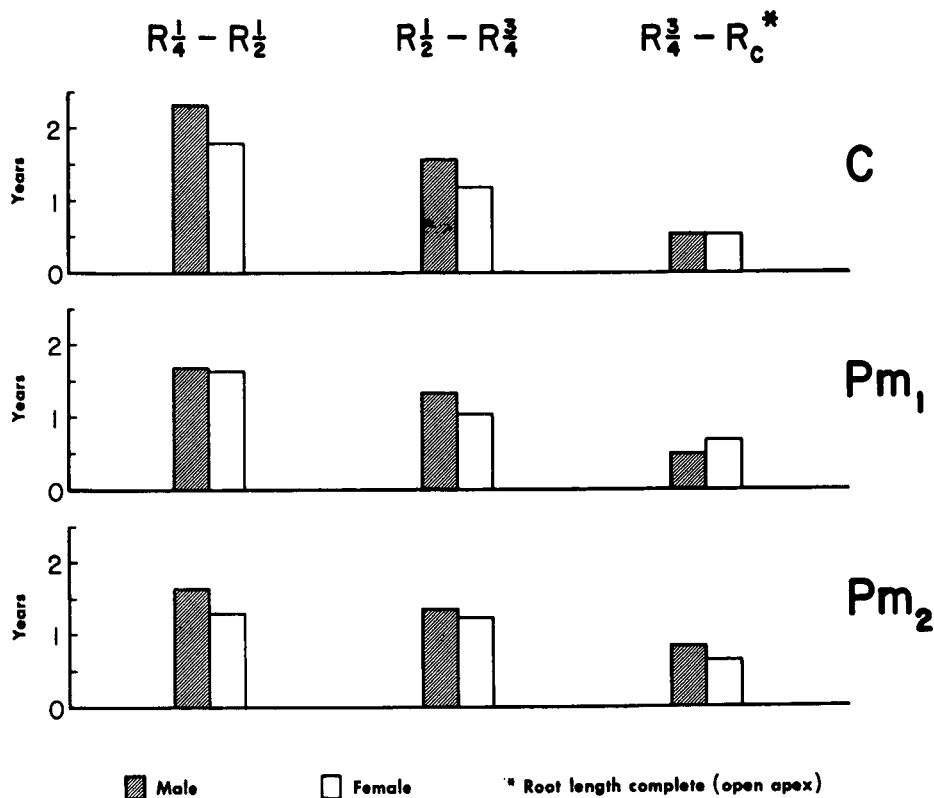 R1/4 – R1/2 R1/2 – R3/4 R3/4 – Rc*
Years
2
1
0
C
Years
2
1
0
Pm1
Years
2
1
0
Pm2
Male Female * Root length complete (open apex)